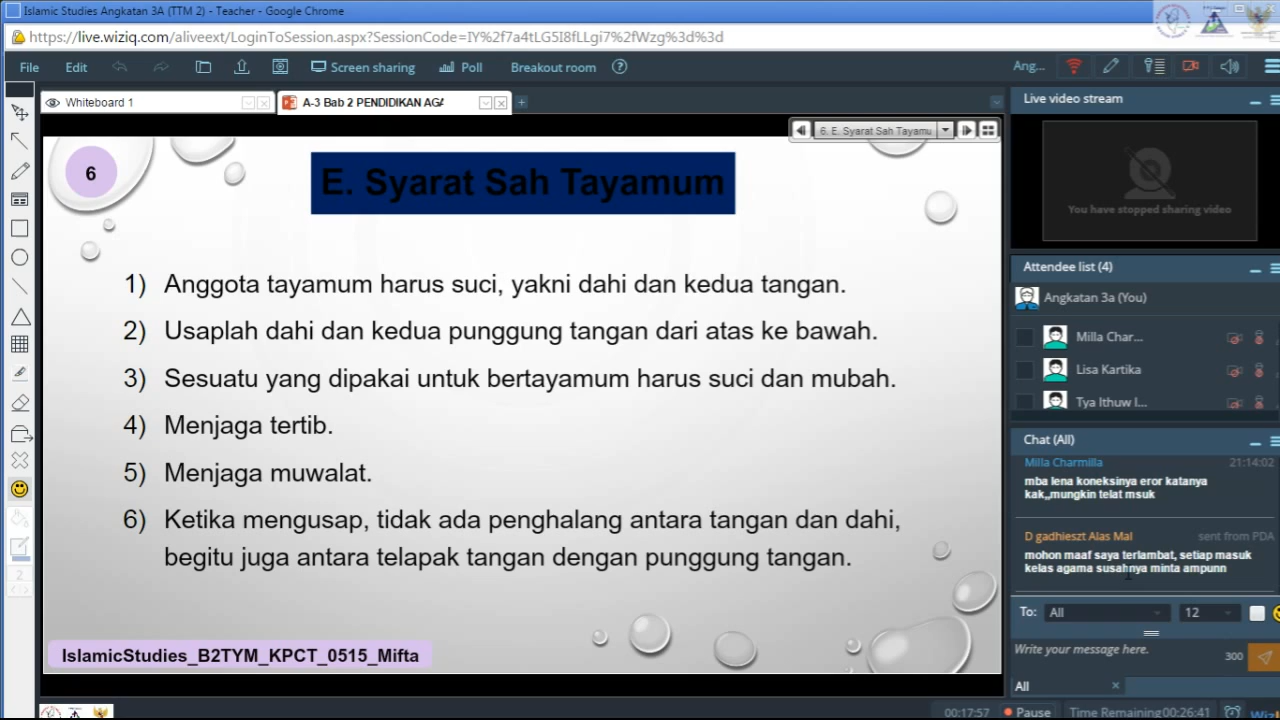 Islamic Studies Angkatan 3A (TTM 2) - Teacher - Google Chrome
https://live.wiziq.com/aliveext/LoginToSession.aspx?SessionCode=IY%2f7a4tLG5I8fLLgi7%2fWzg%3d%3d
File Edit Screen sharing Poll Breakout room ? Ang...
Whiteboard 1
A-3 Bab 2 PENDIDIKAN AGA
6. E. Syarat Sah Tayamu
6
E. Syarat Sah Tayamum
1) Anggota tayamum harus suci, yakni dahi dan kedua tangan.
2) Usaplah dahi dan kedua punggung tangan dari atas ke bawah.
3) Sesuatu yang dipakai untuk bertayamum harus suci dan mubah.
4) Menjaga tertib.
5) Menjaga muwalat.
6) Ketika mengusap, tidak ada penghalang antara tangan dan dahi,
begitu juga antara telapak tangan dengan punggung tangan.
IslamicStudies_B2TYM_KPCT_0515_Mifta
2
Live video stream
You have stopped sharing video
Attendee list (4)
Angkatan 3a (You)
Milla Char...
Lisa Kartika
Tya Ithuw I...
Chat (All)
Milla Charmilla 21:14:02
mba lena koneksinya eror katanya
kak,,mungkin telat msuk
D gadhieszt Alas Mal sent from PDA
mohon maaf saya terlambat, setiap masuk
kelas agama susahnya minta ampunn
To: All 12
Write your message here. 300
All
00:17:57 Pause Time Remaining 00:26:41 WizI